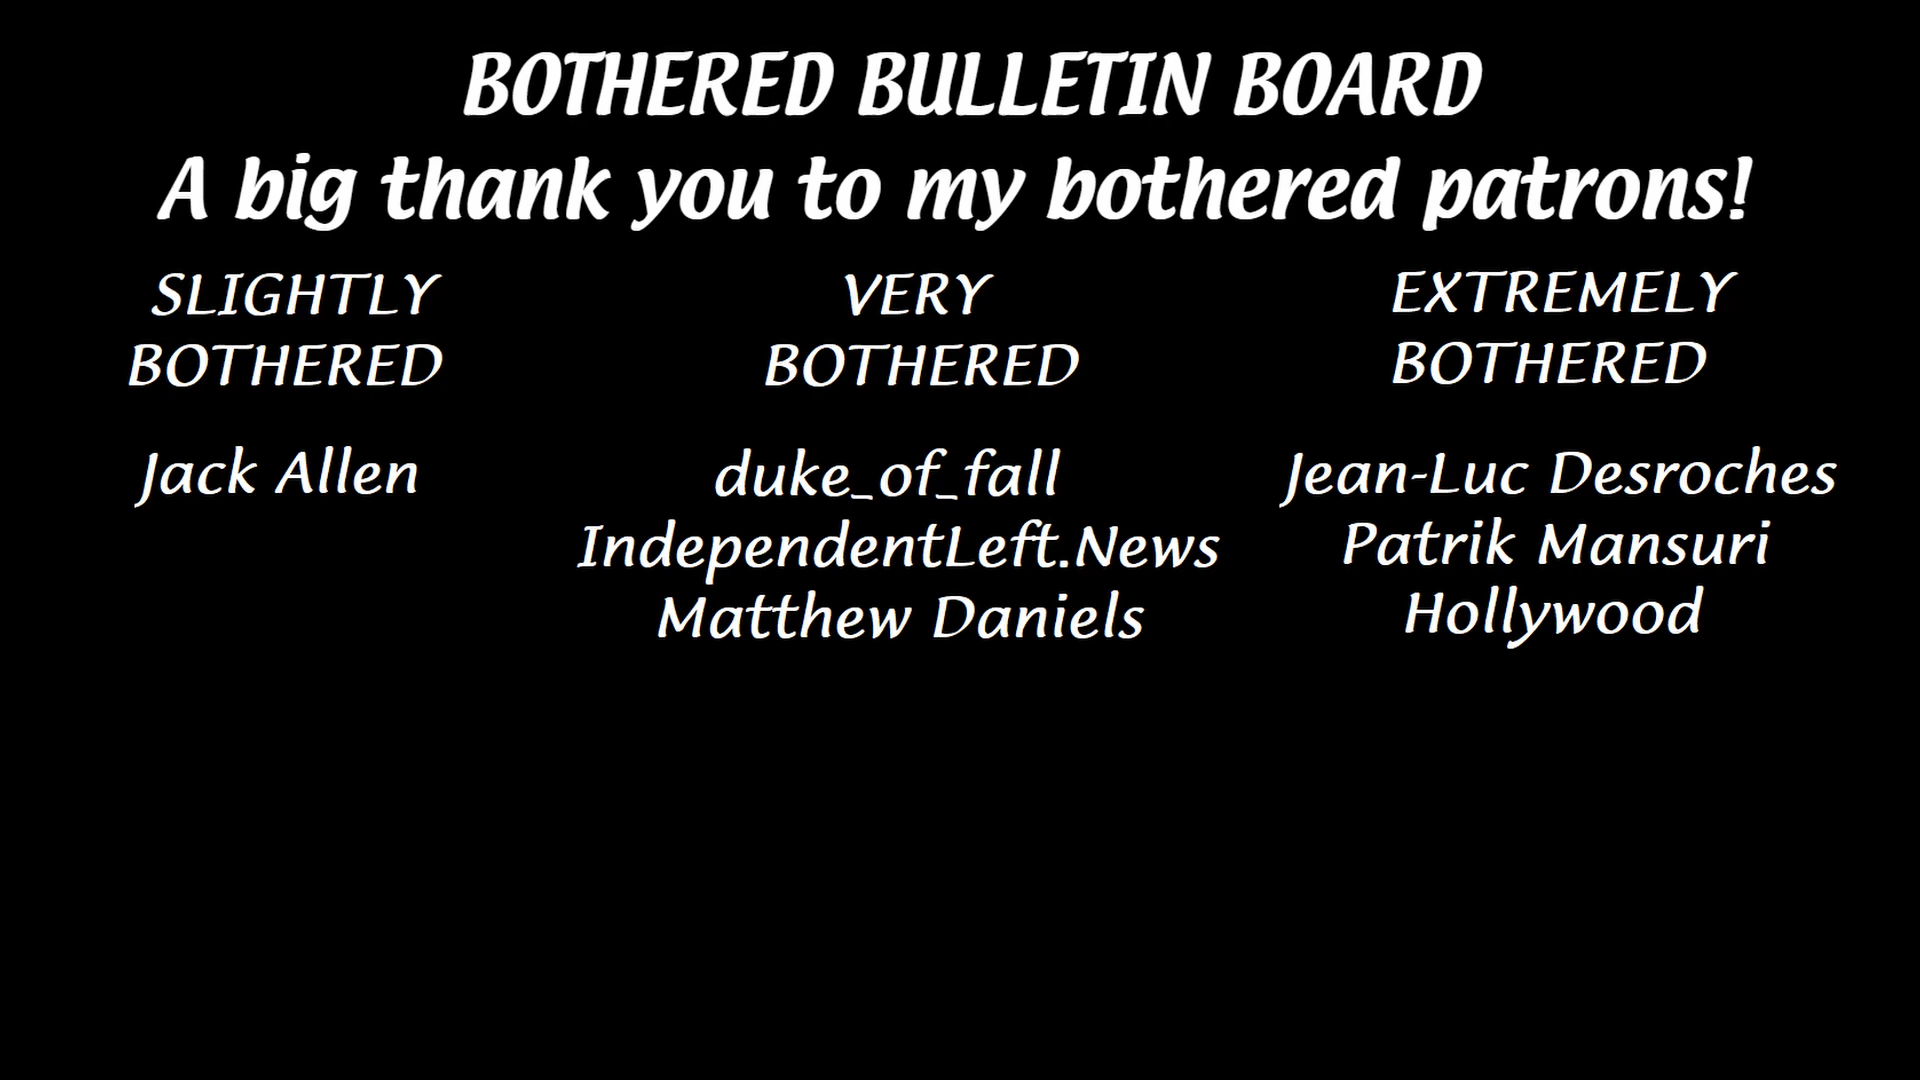 BOTHERED BULLETIN BOARD
A big thank you to my bothered patrons!
SLIGHTLY
BOTHERED
Jack Allen
VERY
BOTHERED
duke_of_fall
IndependentLeft.News
Matthew Daniels
EXTREMELY
BOTHERED
Jean-Luc Desroches
Patrik Mansuri
Hollywood